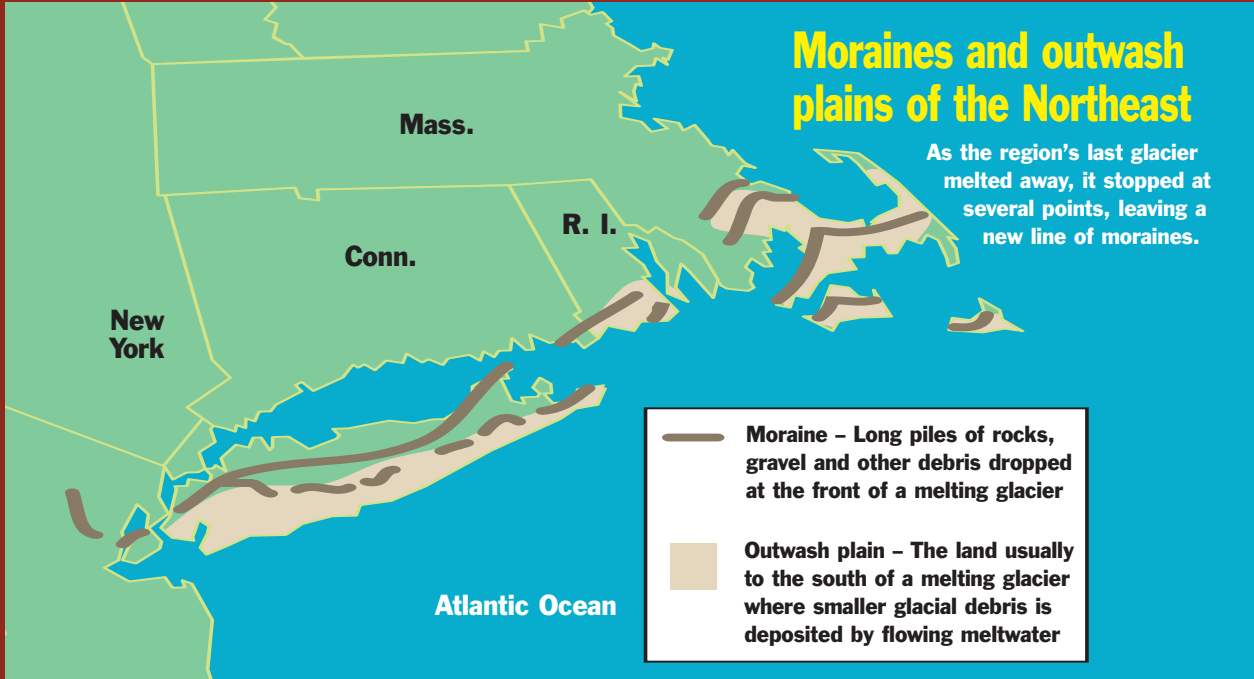 Moraines and outwash
plains of the Northeast
As the region's last glacier
melted away, it stopped at
several points, leaving a
new line of moraines.
Mass.
R. I.
Conn.
New
York
Atlantic Ocean
Moraine – Long piles of rocks,
gravel and other debris dropped
at the front of a melting glacier
Outwash plain – The land usually
to the south of a melting glacier
where smaller glacial debris is
deposited by flowing meltwater